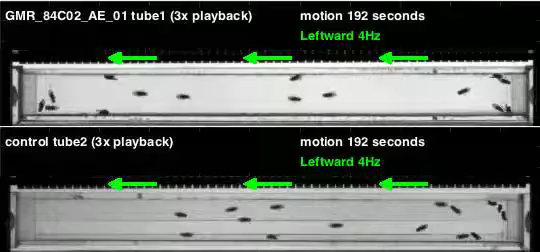 GMR_84C02_AE_01 tube1 (3x playback) motion 192 seconds
Leftward 4Hz
control tube2 (3x playback) motion 192 seconds
Leftward 4Hz